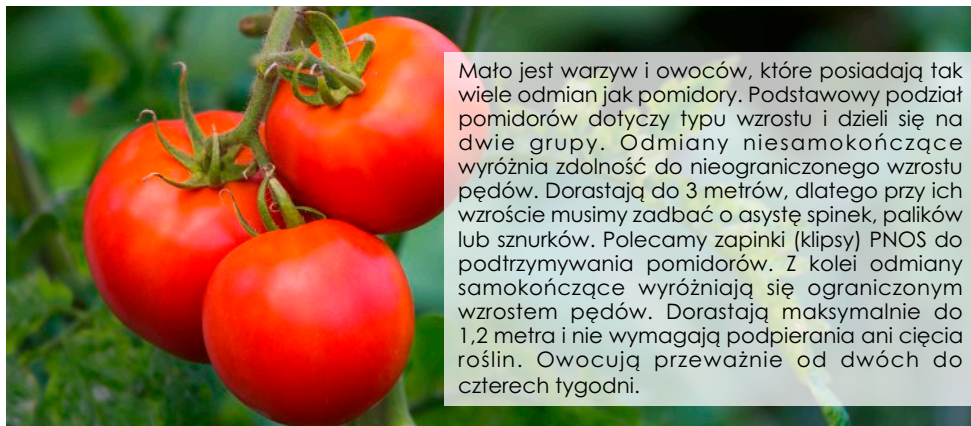 Mało jest warzyw i owoców, które posiadają tak
wiele odmian jak pomidory. Podstawowy podział
pomidorów dotyczy typu wzrostu i dzieli się na
dwie grupy. Odmiany niesamokończące
wyróżnia zdolność do nieograniczonego wzrostu
pędów. Dorastają do 3 metrów, dlatego przy ich
wzroście musimy zadbać o asystę spinek, palików
lub sznurków. Polecamy zapinki (klipsy) PNOS do
podtrzymywania pomidorów. Z kolei odmiany
samokończące wyróżniają się ograniczonym
wzrostem pędów. Dorastają maksymalnie do
1,2 metra i nie wymagają podpierania ani cięcia
roślin. Owocują przeważnie od dwóch do
czterech tygodni.